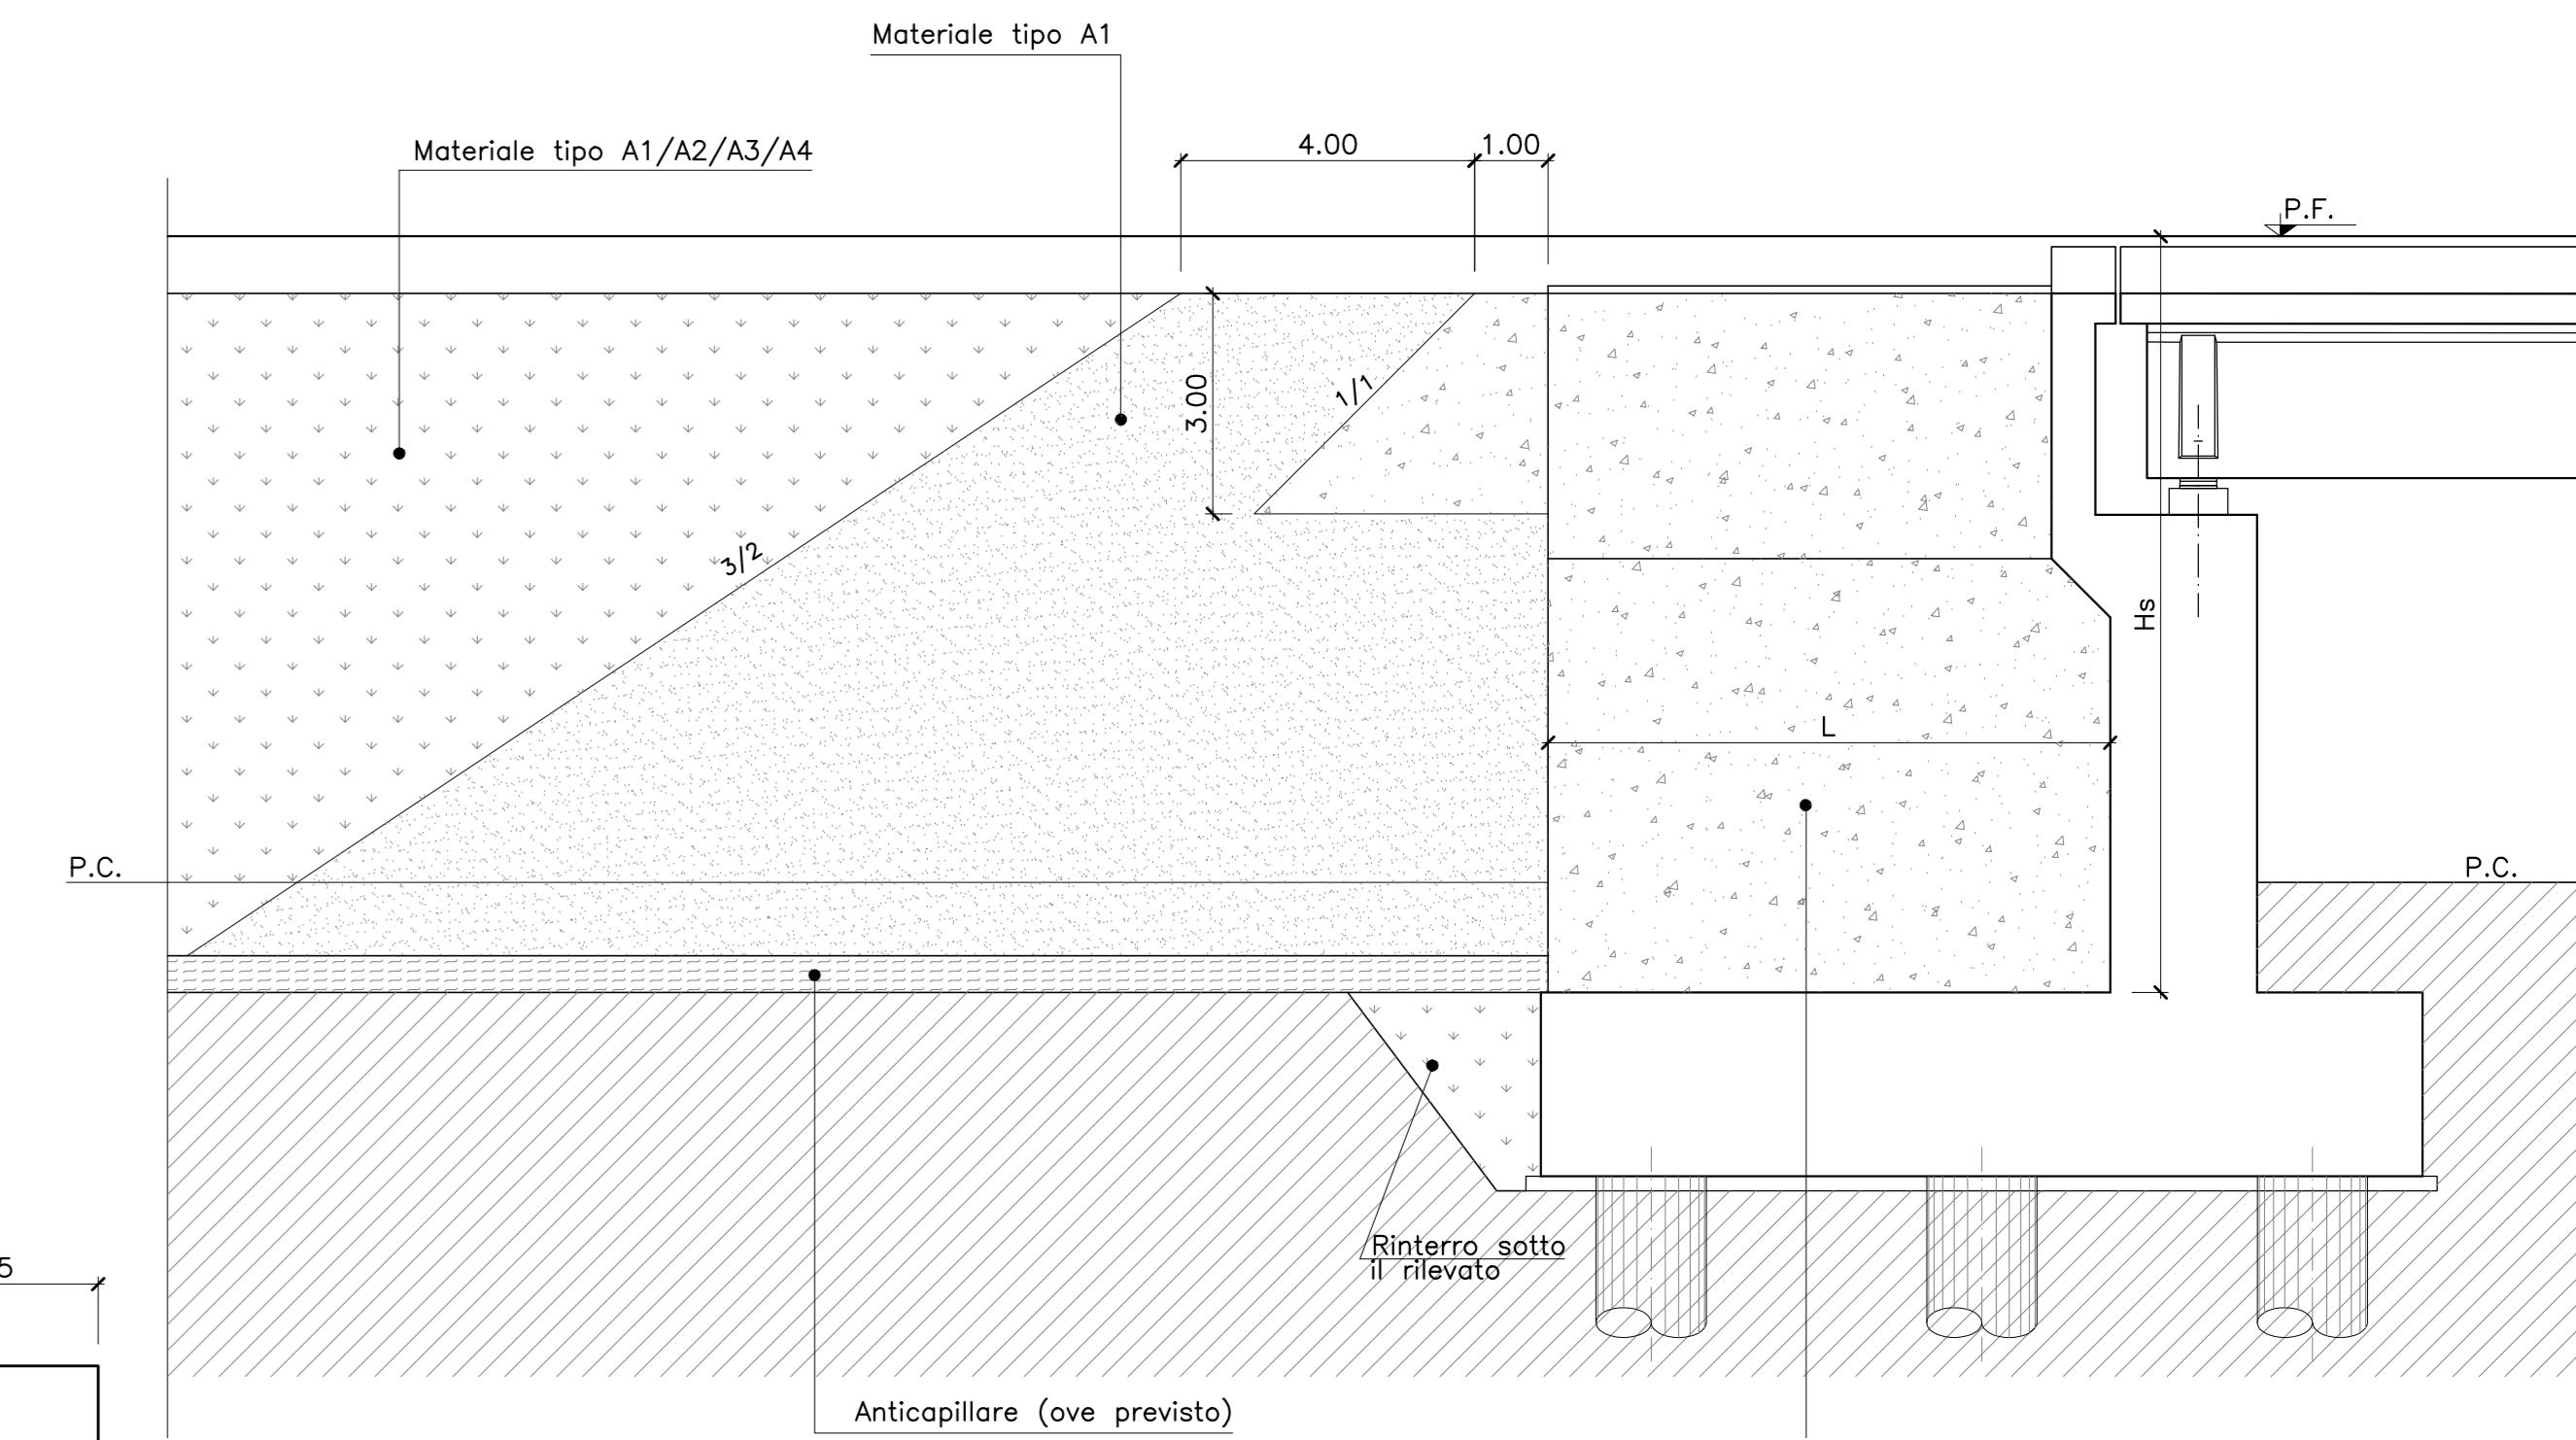 Materiale tipo A1
Materiale tipo A1/A2/A3/A4
4.00
1.00
P.F.
3.00
1/1
3/2
Hs
L
P.C.
P.C.
Rinterro sotto
il rilevato
5
Anticapillare (ove previsto)